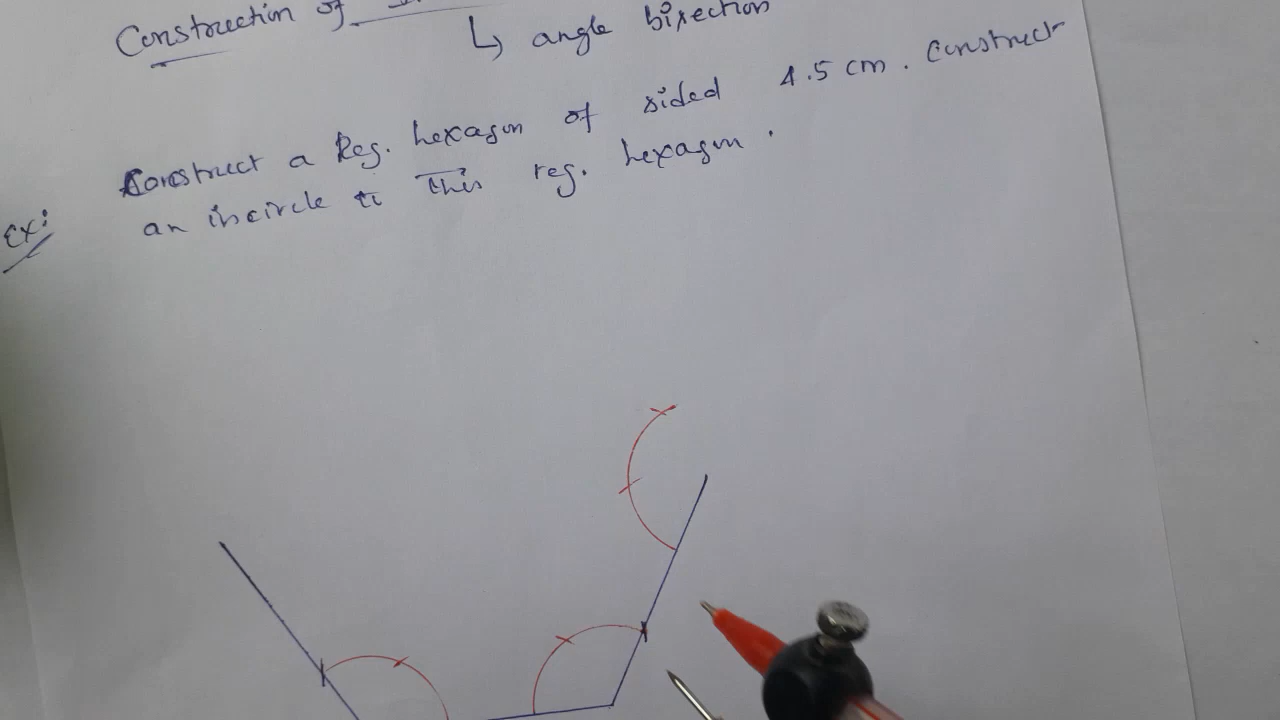 Construction of
↳ angle bisection
Construct a Reg. hexagon of sided 4.5 cm. Construct
an incircle to this reg. hexagon.
Ex: